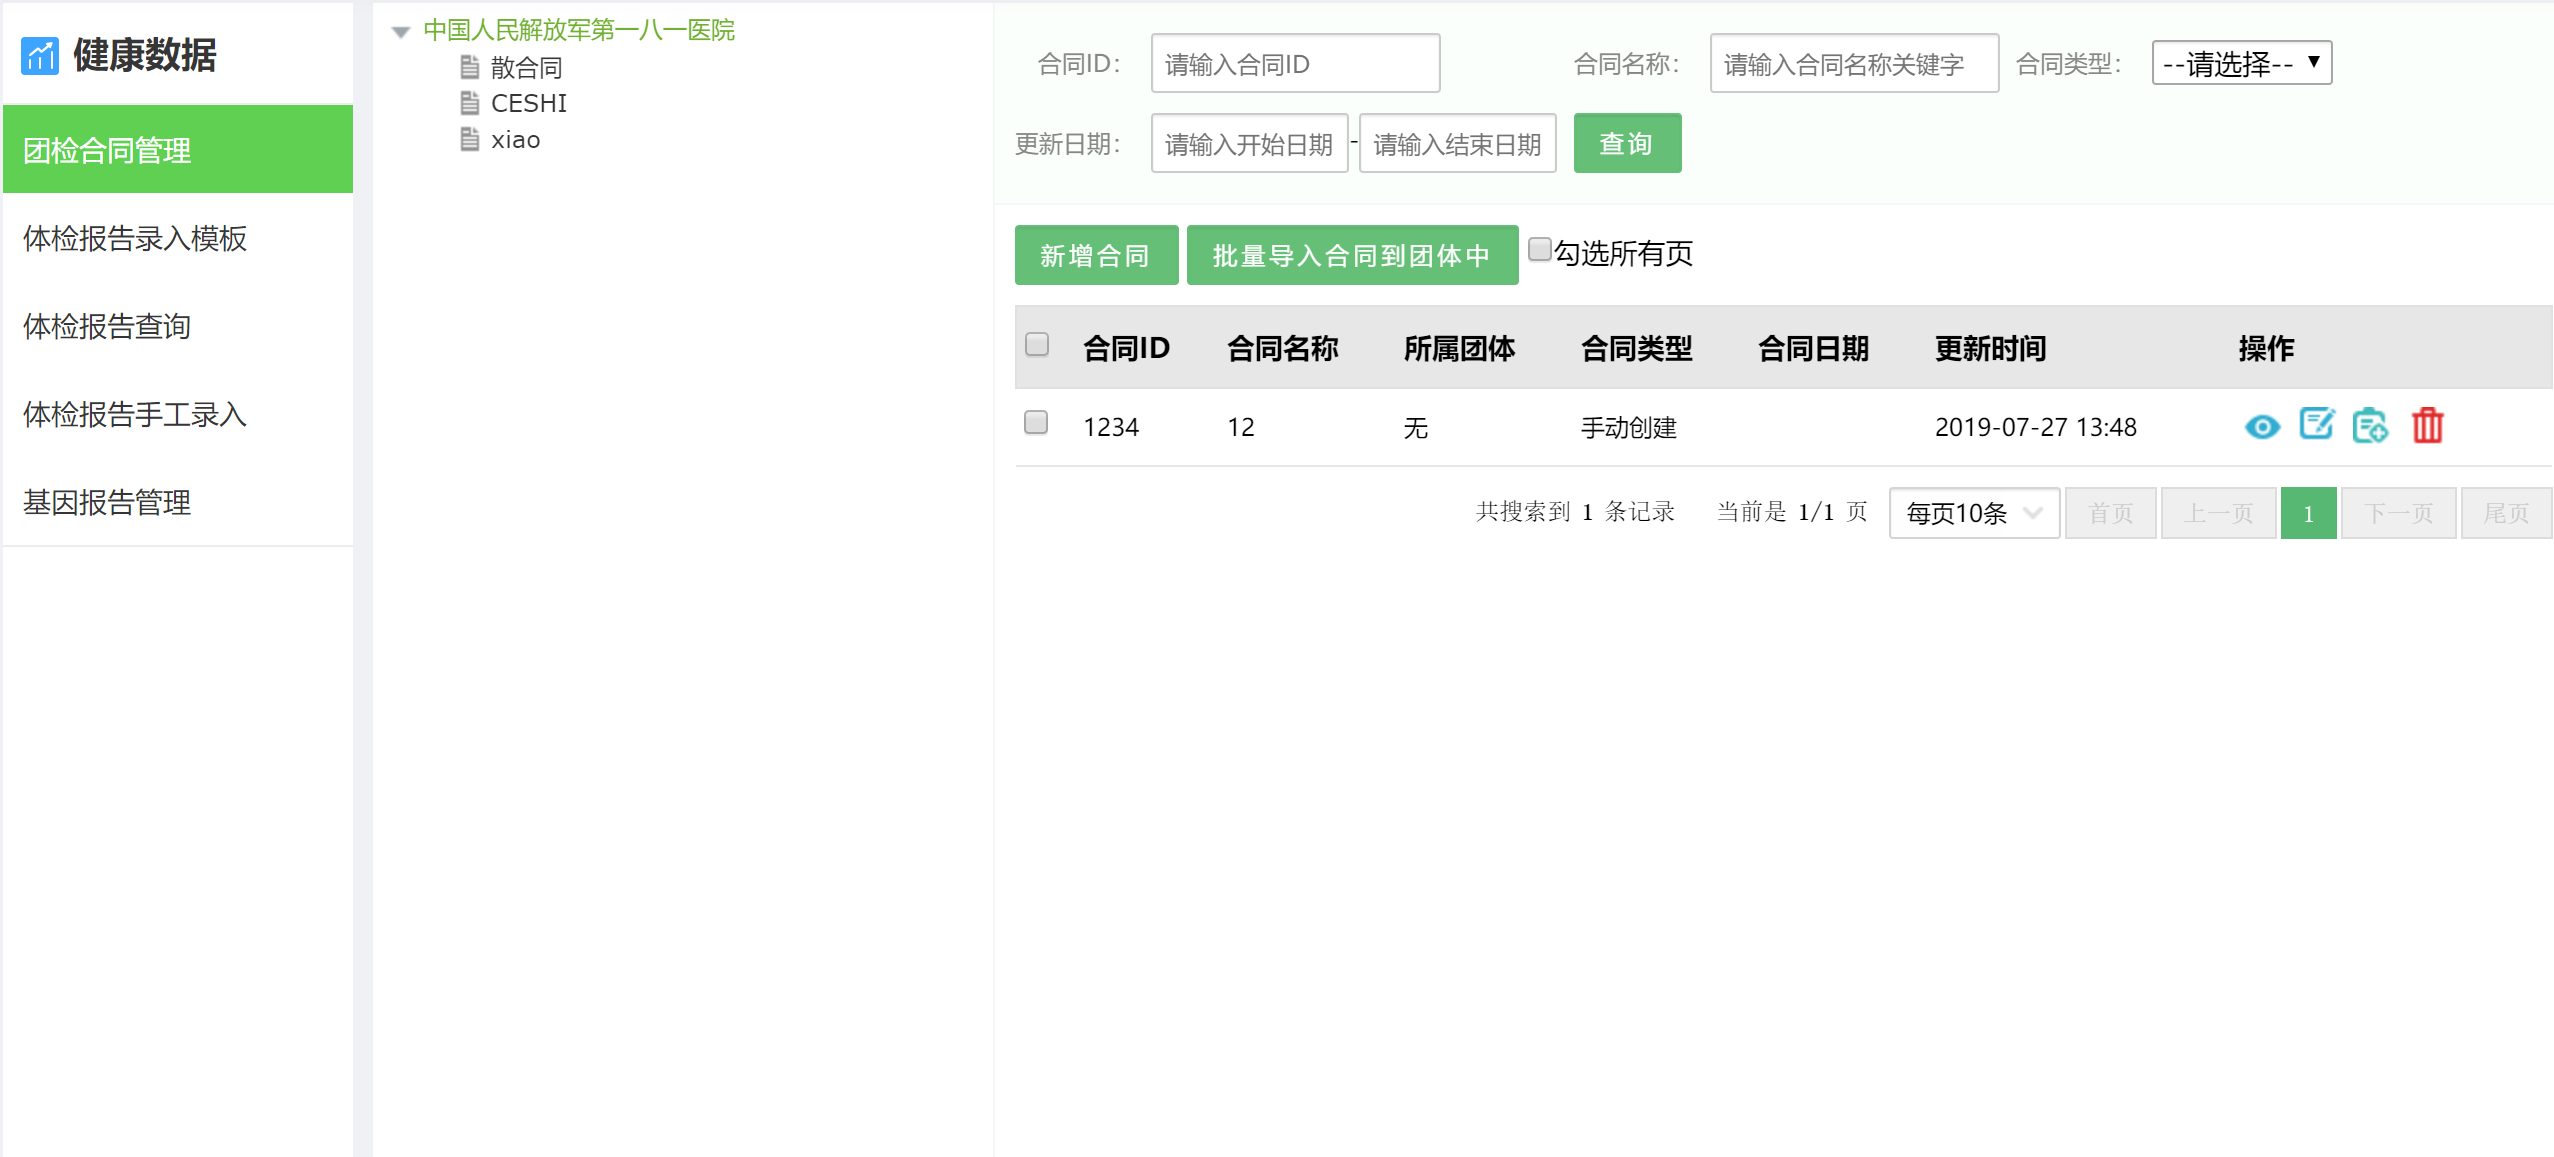 健康数据
团检合同管理
体检报告录入模板
体检报告查询
体检报告手工录入
基因报告管理
中国人民解放军第一八一医院
散合同
CESHI
xiao
合同ID： 请输入合同ID 合同名称： 请输入合同名称关键字 合同类型： --请选择--
更新日期： 请输入开始日期 - 请输入结束日期 查询
新增合同 批量导入合同到团体中 勾选所有页
合同ID 合同名称 所属团体 合同类型 合同日期 更新时间 操作
1234 12 无 手动创建 2019-07-27 13:48
共搜索到 1 条记录 当前是 1/1 页 每页10条 首页 上一页 1 下一页 尾页